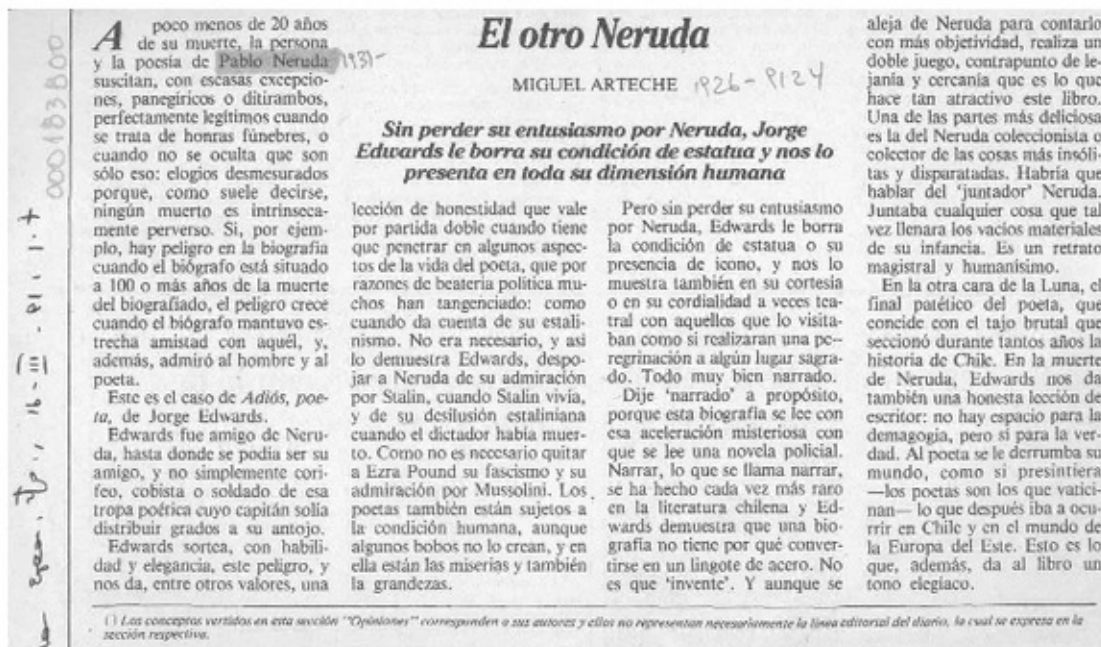 El otro Neruda
MIGUEL ARTECHE 1926-
Sin perder su entusiasmo por Neruda, Jorge
Edwards le borra su condición de estatua y nos lo
presenta en toda su dimensión humana
A poco menos de 20 años
de su muerte, la persona
y la poesía de Pablo Neruda
suscitan, con escasas excepcio-
nes, panegíricos o ditirambos,
perfectamente legítimos cuando
se trata de honras fúnebres, o
cuando no se oculta que son
sólo eso: elogios desmesurados
porque, como suele decirse,
ningún muerto es intrínseca-
mente perverso. Si, por ejem-
plo, hay peligro en la biografía
cuando el biógrafo está situado
a 100 o más años de la muerte
del biografiado, el peligro crece
cuando el biógrafo mantuvo es-
trecha amistad con aquél, y,
además, admiró al hombre y al
poeta.
Este es el caso de Adiós, poe-
ta, de Jorge Edwards.
Edwards fue amigo de Neru-
da, hasta donde se podía ser su
amigo, y no simplemente cori-
feo, cobista o soldado de esa
tropa poética cuyo capitán solía
distribuir grados a su antojo.
Edwards sortea, con habili-
dad y elegancia, este peligro, y
nos da, entre otros valores, una
lección de honestidad que vale
por partida doble cuando tiene
que penetrar en algunos aspec-
tos de la vida del poeta, que por
razones de beatería política mu-
chos han tangenciado: como
cuando da cuenta de su estali-
nismo. No era necesario, y así
lo demuestra Edwards, despo-
jar a Neruda de su admiración
por Stalin, cuando Stalin vivía,
y de su desilusión estaliniana
cuando el dictador había muer-
to. Como no es necesario quitar
a Ezra Pound su fascismo y su
admiración por Mussolini. Los
poetas también están sujetos a
la condición humana, aunque
algunos bobos no lo crean, y en
ella están las miserias y también
la grandezas.
Pero sin perder su entusiasmo
por Neruda, Edwards le borra
la condición de estatua o su
presencia de icono, y nos lo
muestra también en su cortesía
o en su cordialidad a veces tea-
tral con aquellos que lo visita-
ban como si realizaran una pe-
regrinación a algún lugar sagra-
do. Todo muy bien narrado.
Dije 'narrado' a propósito,
porque esta biografía se lee con
esa aceleración misteriosa con
que se lee una novela policial.
Narrar, lo que se llama narrar,
se ha hecho cada vez más raro
en la literatura chilena y Ed-
wards demuestra que una bio-
grafía no tiene por qué conver-
tirse en un lingote de acero. No
es que 'invente'. Y aunque se
aleja de Neruda para contarlo
con más objetividad, realiza un
doble juego, contrapunto de le-
janía y cercanía que es lo que
hace tan atractivo este libro.
Una de las partes más deliciosa
es la del Neruda coleccionista o
colector de las cosas más insóli-
tas y disparatadas. Habría que
hablar del 'juntador' Neruda.
Juntaba cualquier cosa que tal
vez llenara los vacíos materiales
de su infancia. Es un retrato
magistral y humanísimo.
En la otra cara de la Luna, el
final patético del poeta, que
concide con el tajo brutal que
seccionó durante tantos años la
historia de Chile. En la muerte
de Neruda, Edwards nos da
también una honesta lección de
escritor: no hay espacio para la
demagogia, pero sí para la ver-
dad. Al poeta se le derrumba su
mundo, como si presintiera
—los poetas son los que vatici-
nan— lo que después iba a ocu-
rrir en Chile y en el mundo de
la Europa del Este. Esto es lo
que, además, da al libro un
tono elegíaco.
() Los conceptos vertidos en esta sección "Opiniones" corresponden a sus autores y ellos no representan necesariamente la línea editorial del diario, la cual se expresa en la
sección respectiva.